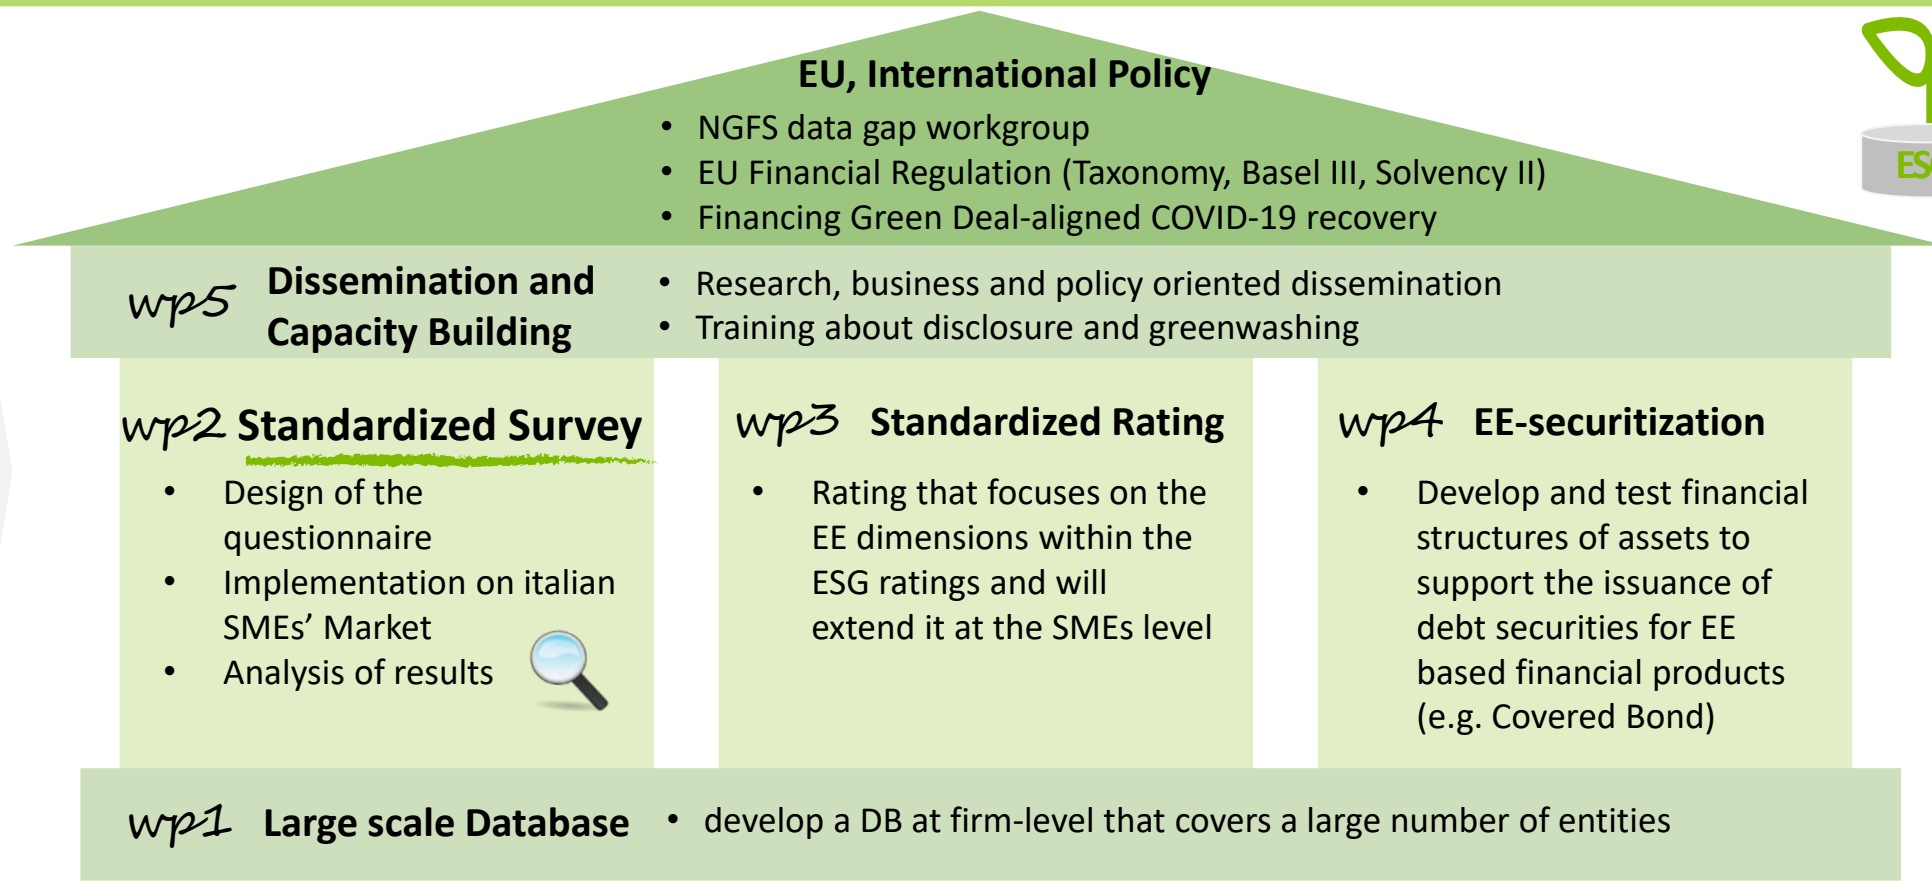 EU, International Policy
• NGFS data gap workgroup
• EU Financial Regulation (Taxonomy, Basel III, Solvency II)
• Financing Green Deal-aligned COVID-19 recovery
wp5 Dissemination and
Capacity Building
• Research, business and policy oriented dissemination
• Training about disclosure and greenwashing
wp2 Standardized Survey
• Design of the
questionnaire
• Implementation on italian
SMEs' Market
• Analysis of results
wp3 Standardized Rating
• Rating that focuses on the
EE dimensions within the
ESG ratings and will
extend it at the SMEs level
wp4 EE-securitization
• Develop and test financial
structures of assets to
support the issuance of
debt securities for EE
based financial products
(e.g. Covered Bond)
wp1 Large scale Database • develop a DB at firm-level that covers a large number of entities